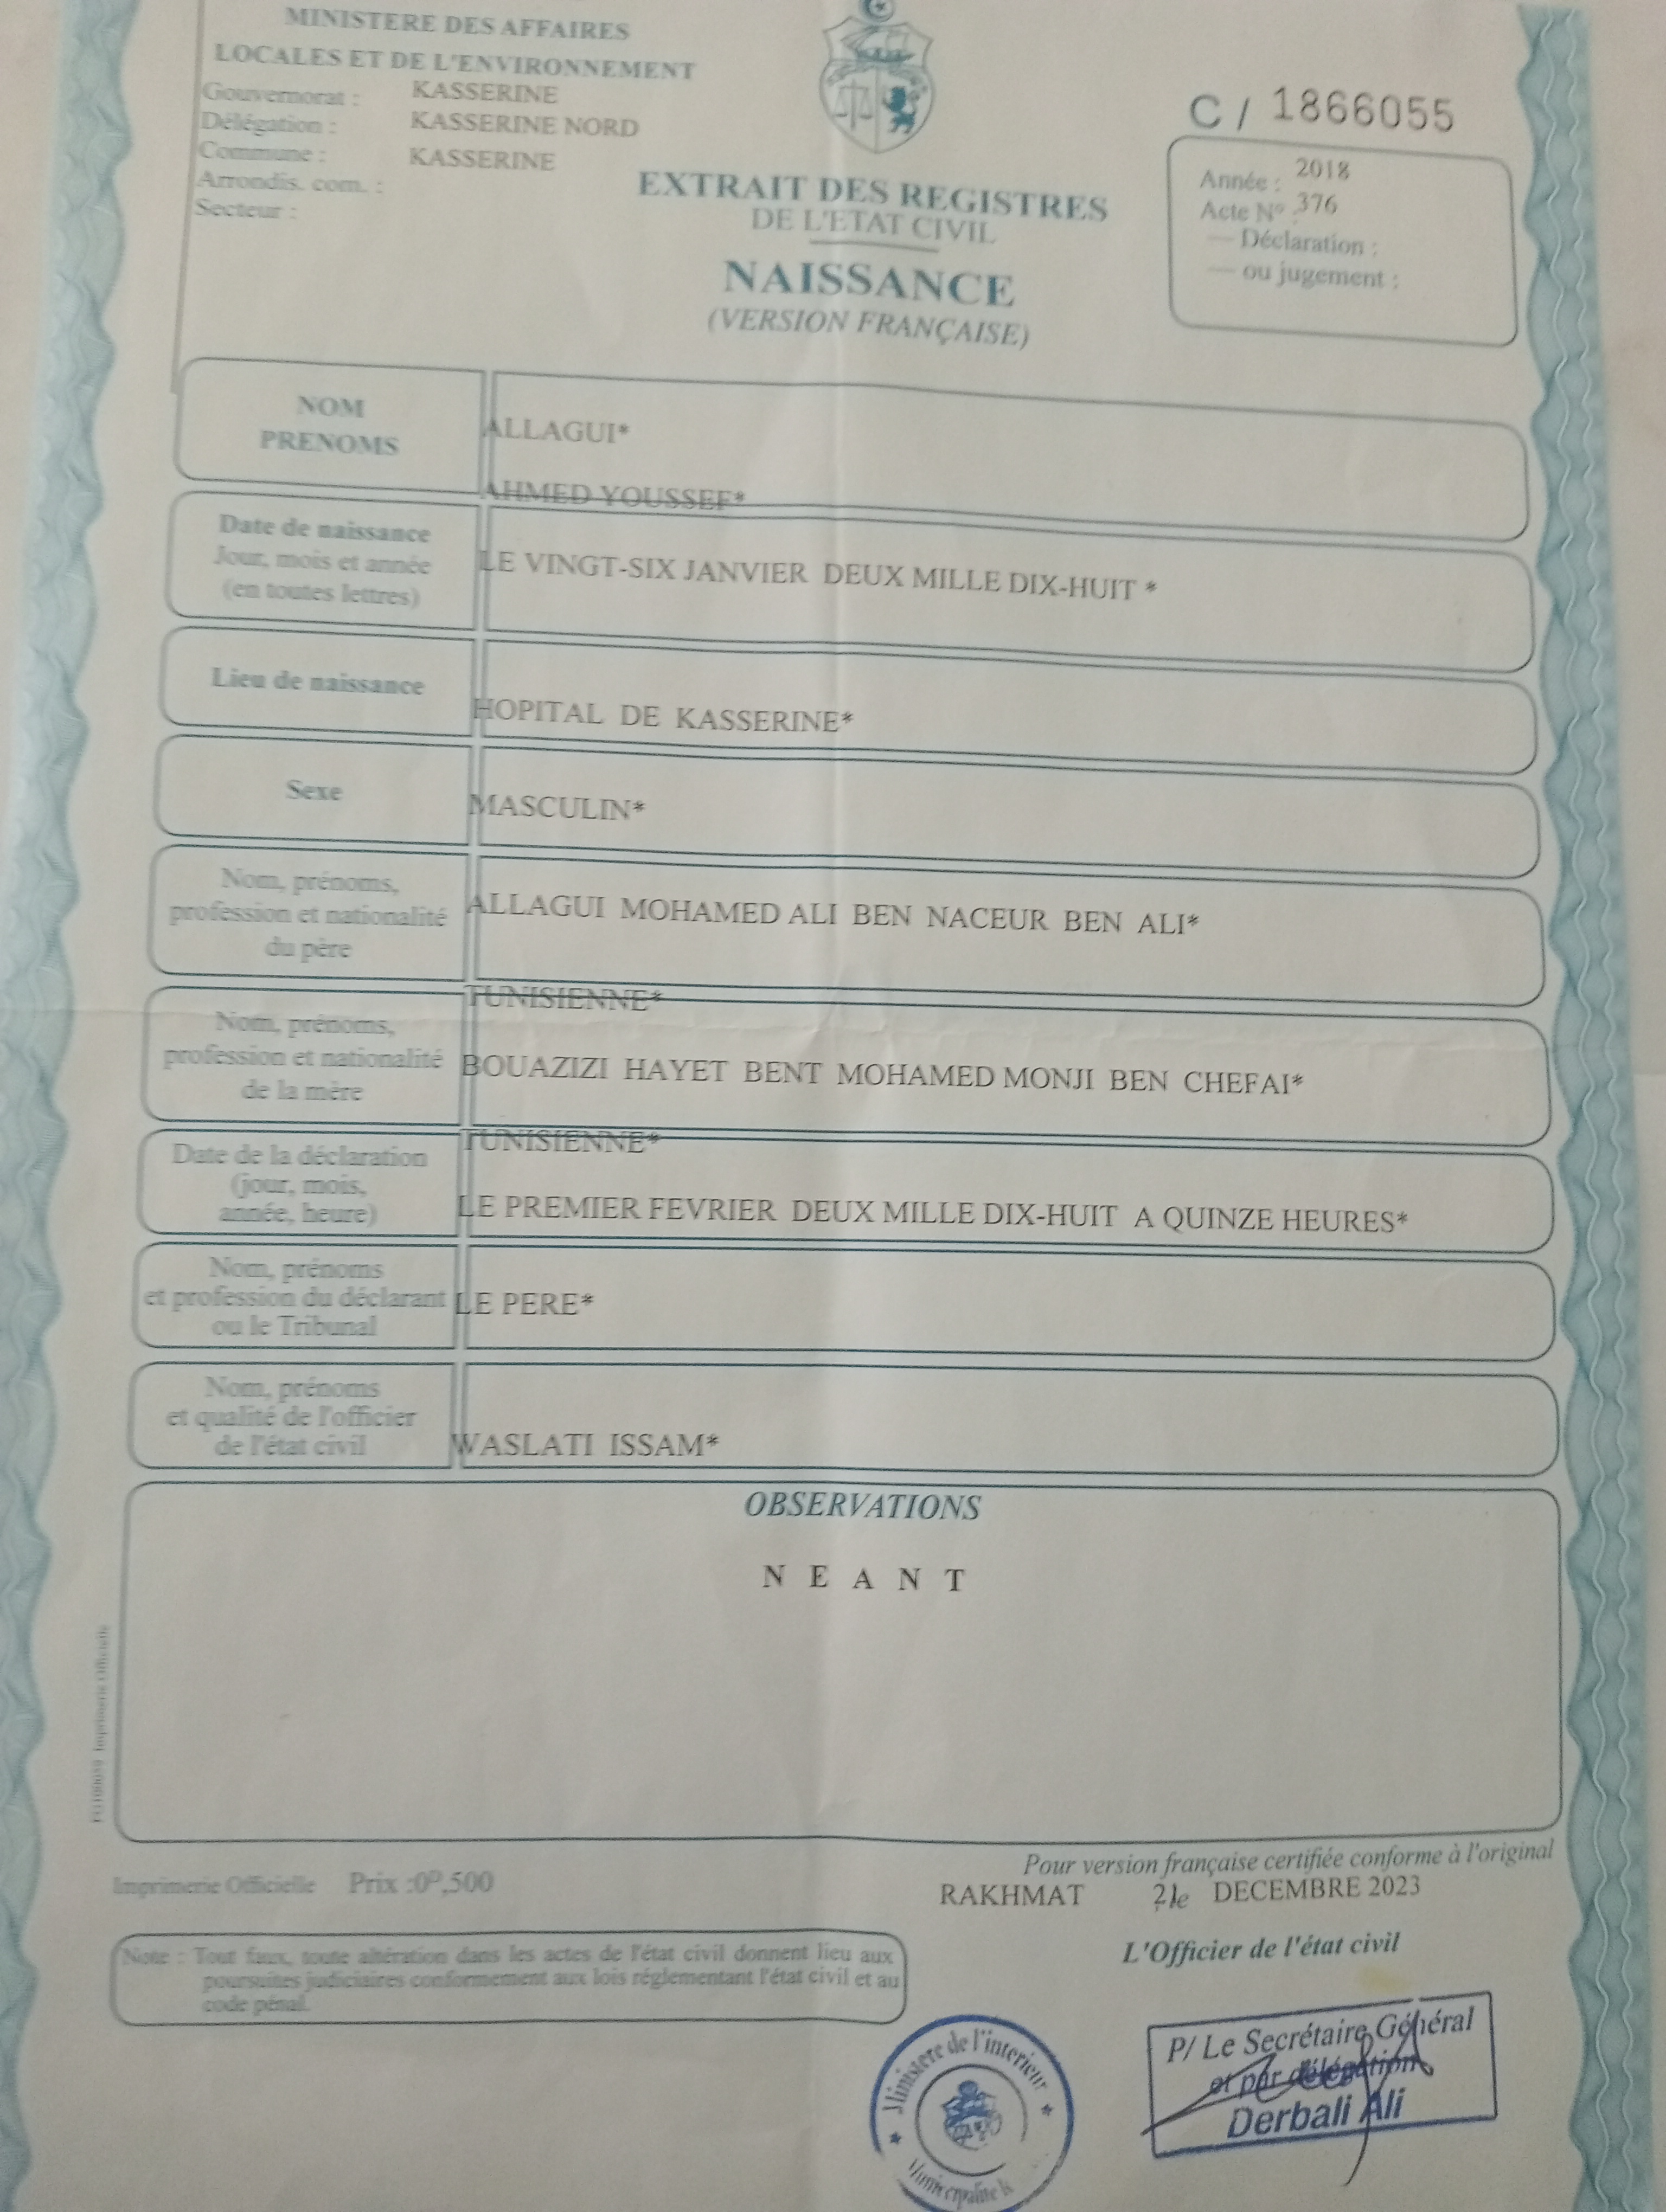 MINISTERE DES AFFAIRES
LOCALES ET DE L'ENVIRONNEMENT
Gouvernorat : KASSERINE
Délégation : KASSERINE NORD
Commune : KASSERINE
Arrondis. com. :
Secteur :
C / 1866055
Année : 2018
Acte Nº : 376
— Déclaration :
— ou jugement :
EXTRAIT DES REGISTRES
DE L'ETAT CIVIL
NAISSANCE
(VERSION FRANÇAISE)
NOM
PRENOMS
ALLAGUI*
AHMED YOUSSEF*
Date de naissance
Jour, mois et année
(en toutes lettres)
LE VINGT-SIX JANVIER DEUX MILLE DIX-HUIT *
Lieu de naissance
HOPITAL DE KASSERINE*
Sexe
MASCULIN*
Nom, prénoms,
profession et nationalité
du père
ALLAGUI MOHAMED ALI BEN NACEUR BEN ALI*
TUNISIENNE*
Nom, prénoms,
profession et nationalité
de la mère
BOUAZIZI HAYET BENT MOHAMED MONJI BEN CHEFAI*
TUNISIENNE*
Date de la déclaration
(jour, mois,
année, heure)
LE PREMIER FEVRIER DEUX MILLE DIX-HUIT A QUINZE HEURES*
Nom, prénoms
et profession du déclarant
ou le Tribunal
LE PERE*
Nom, prénoms
et qualité de l'officier
de l'état civil
WASLATI ISSAM*
OBSERVATIONS
N E A N T
Imprimerie Officielle
Imprimerie Officielle Prix :0ᴰ,500
Pour version française certifiée conforme à l'original
RAKHMAT le DECEMBRE 2023
L'Officier de l'état civil
Note : Tout faux, toute altération dans les actes de l'état civil donnent lieu aux
poursuites judiciaires conformement aux lois réglementant l'état civil et au
code pénal.
P/ Le Secrétaire Général
et par délégation
Derbali Ali
Ministere de l'interieur